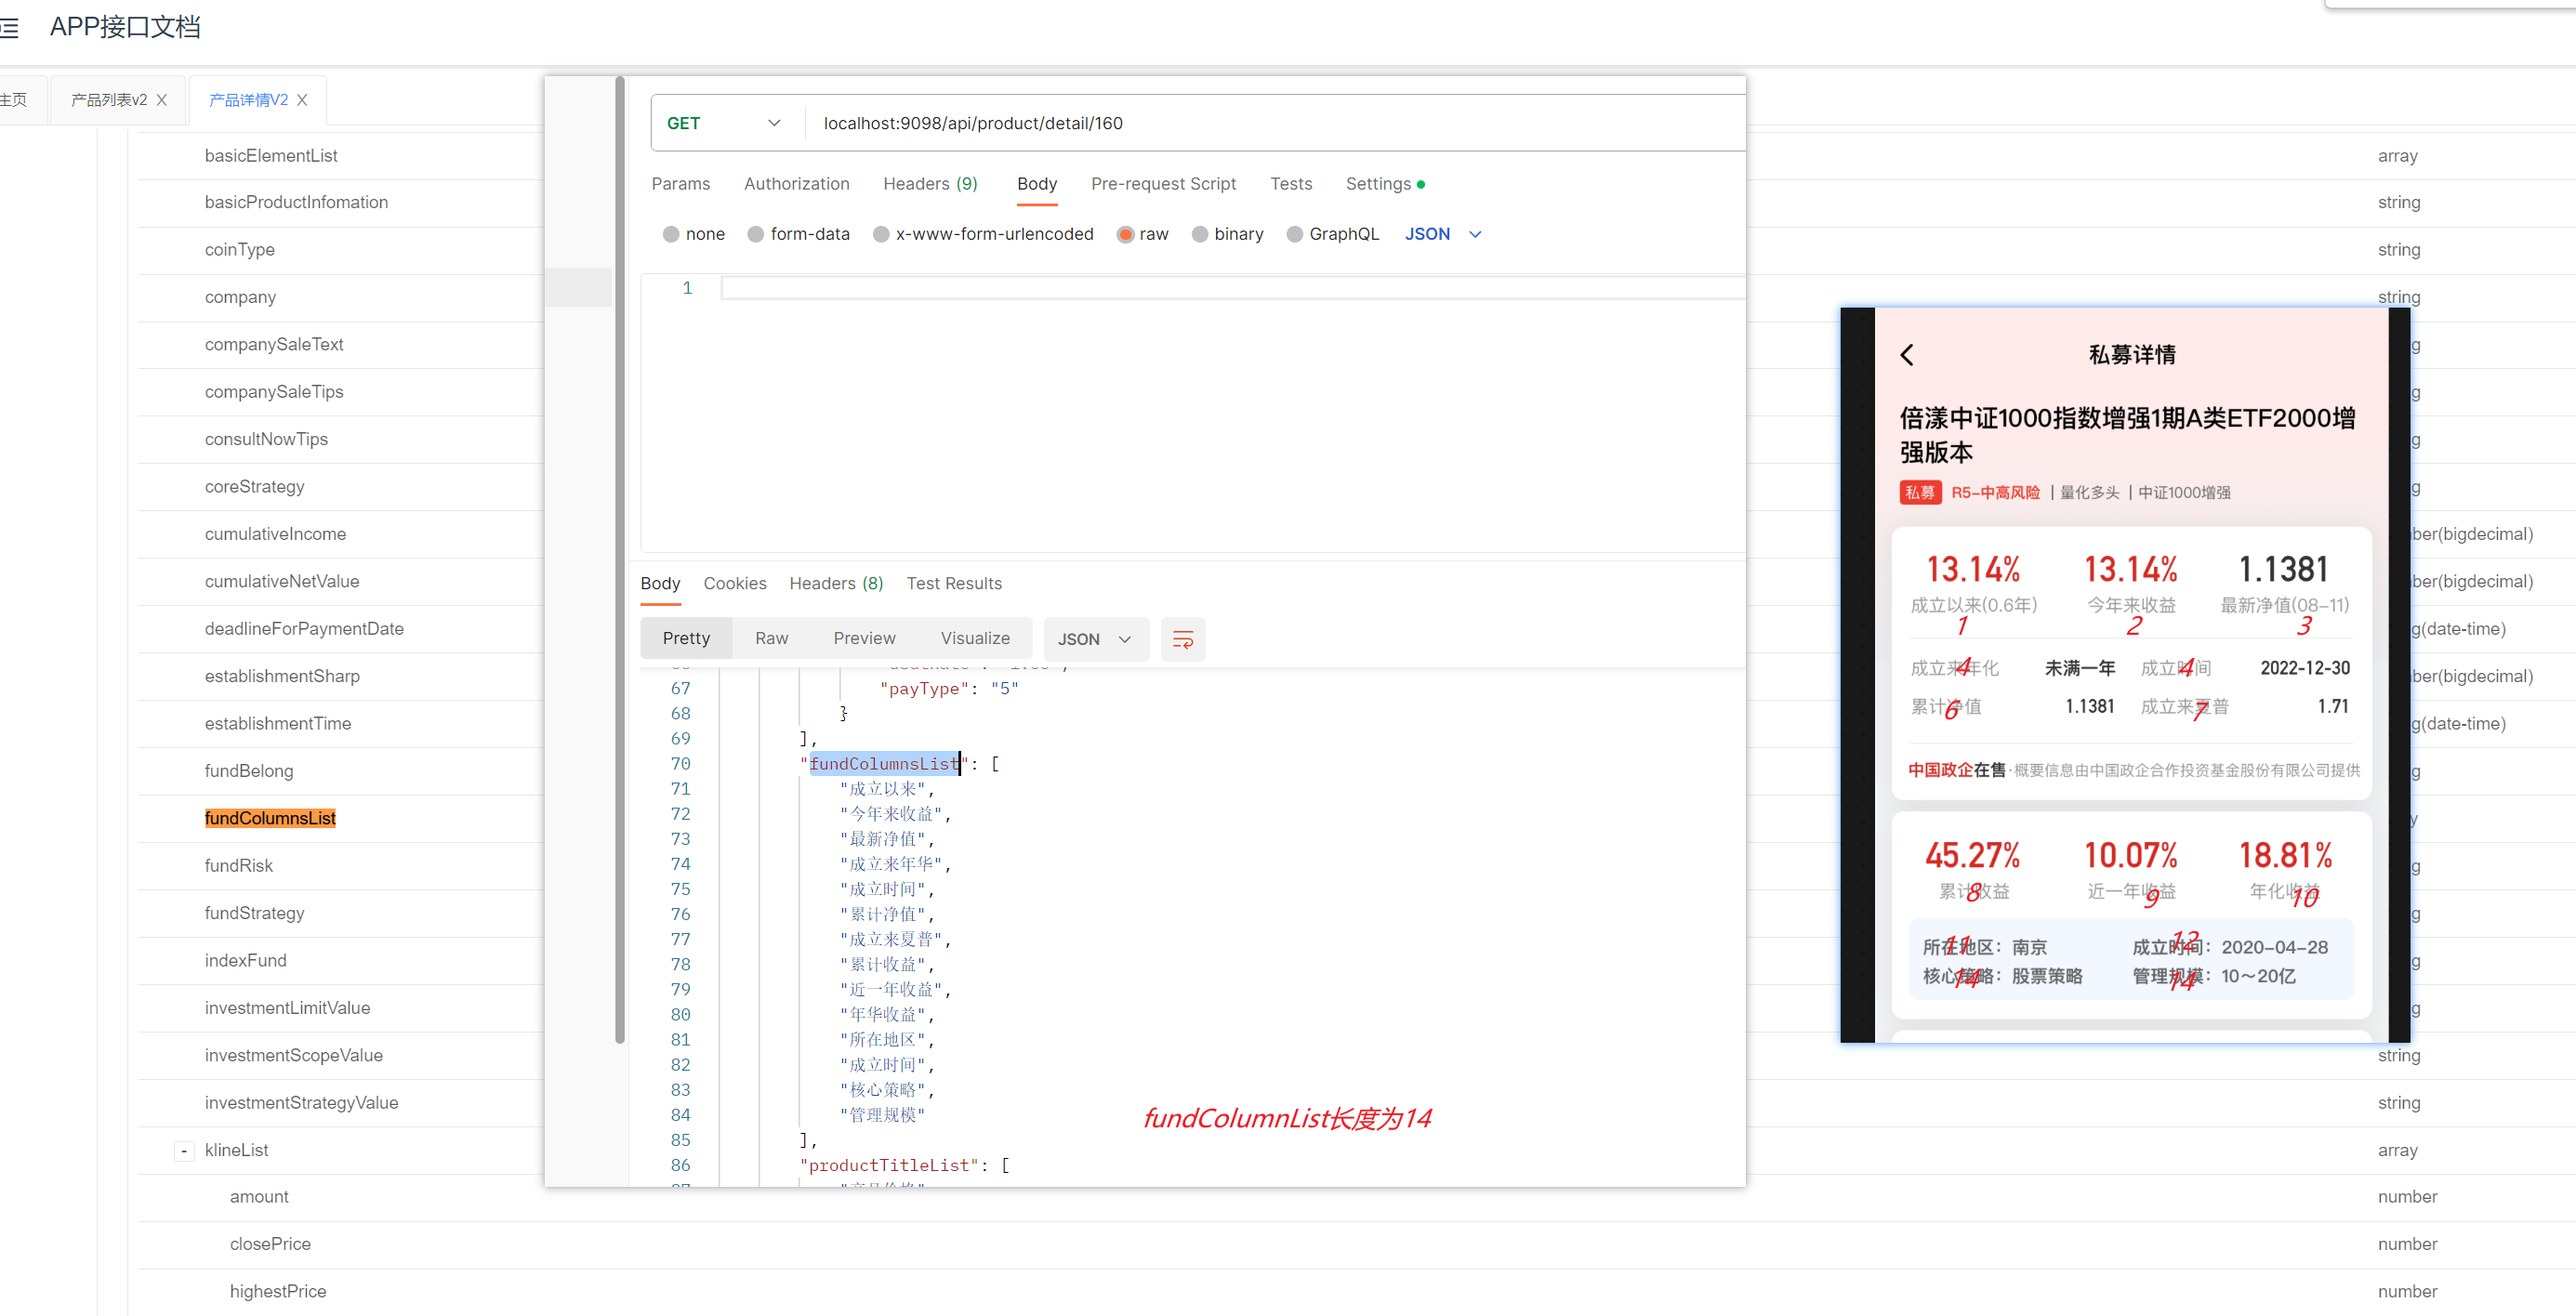 APP接口文档
主页
产品列表v2 X
产品详情V2 X
basicElementList
array
basicProductInfomation
string
coinType
string
company
string
companySaleText
g
companySaleTips
g
consultNowTips
g
coreStrategy
g
cumulativeIncome
ber(bigdecimal)
cumulativeNetValue
ber(bigdecimal)
deadlineForPaymentDate
g(date-time)
establishmentSharp
ber(bigdecimal)
establishmentTime
g(date-time)
fundBelong
g
fundColumnsList
y
fundRisk
g
fundStrategy
g
indexFund
g
investmentLimitValue
g
investmentScopeValue
string
investmentStrategyValue
string
- klineList
array
amount
number
closePrice
number
highestPrice
number
GET
localhost:9098/api/product/detail/160
Params Authorization Headers (9) Body Pre-request Script Tests Settings
none form-data x-www-form-urlencoded raw binary GraphQL JSON
1
Body Cookies Headers (8) Test Results
Pretty Raw Preview Visualize JSON
67 "payType": "5"
68 }
69 ],
70 "fundColumnsList": [
71 "成立以来",
72 "今年来收益",
73 "最新净值",
74 "成立来年华",
75 "成立时间",
76 "累计净值",
77 "成立来夏普",
78 "累计收益",
79 "近一年收益",
80 "年华收益",
81 "所在地区",
82 "成立时间",
83 "核心策略",
84 "管理规模"
85 ],
86 "productTitleList": [
fundColumnList长度为14
私募详情
倍漾中证1000指数增强1期A类ETF2000增
强版本
私募 R5-中高风险 | 量化多头 | 中证1000增强
13.14% 13.14% 1.1381
成立以来(0.6年) 今年来收益 最新净值(08-11)
1 2 3
成立来年化 未满一年 成立时间 2022-12-30
4 4
累计净值 1.1381 成立来夏普 1.71
6 7
中国政企在售·概要信息由中国政企合作投资基金股份有限公司提供
45.27% 10.07% 18.81%
累计收益 近一年收益 年化收益
8 9 10
所在地区：南京 成立时间：2020-04-28
11 12
核心策略：股票策略 管理规模：10～20亿
14 14